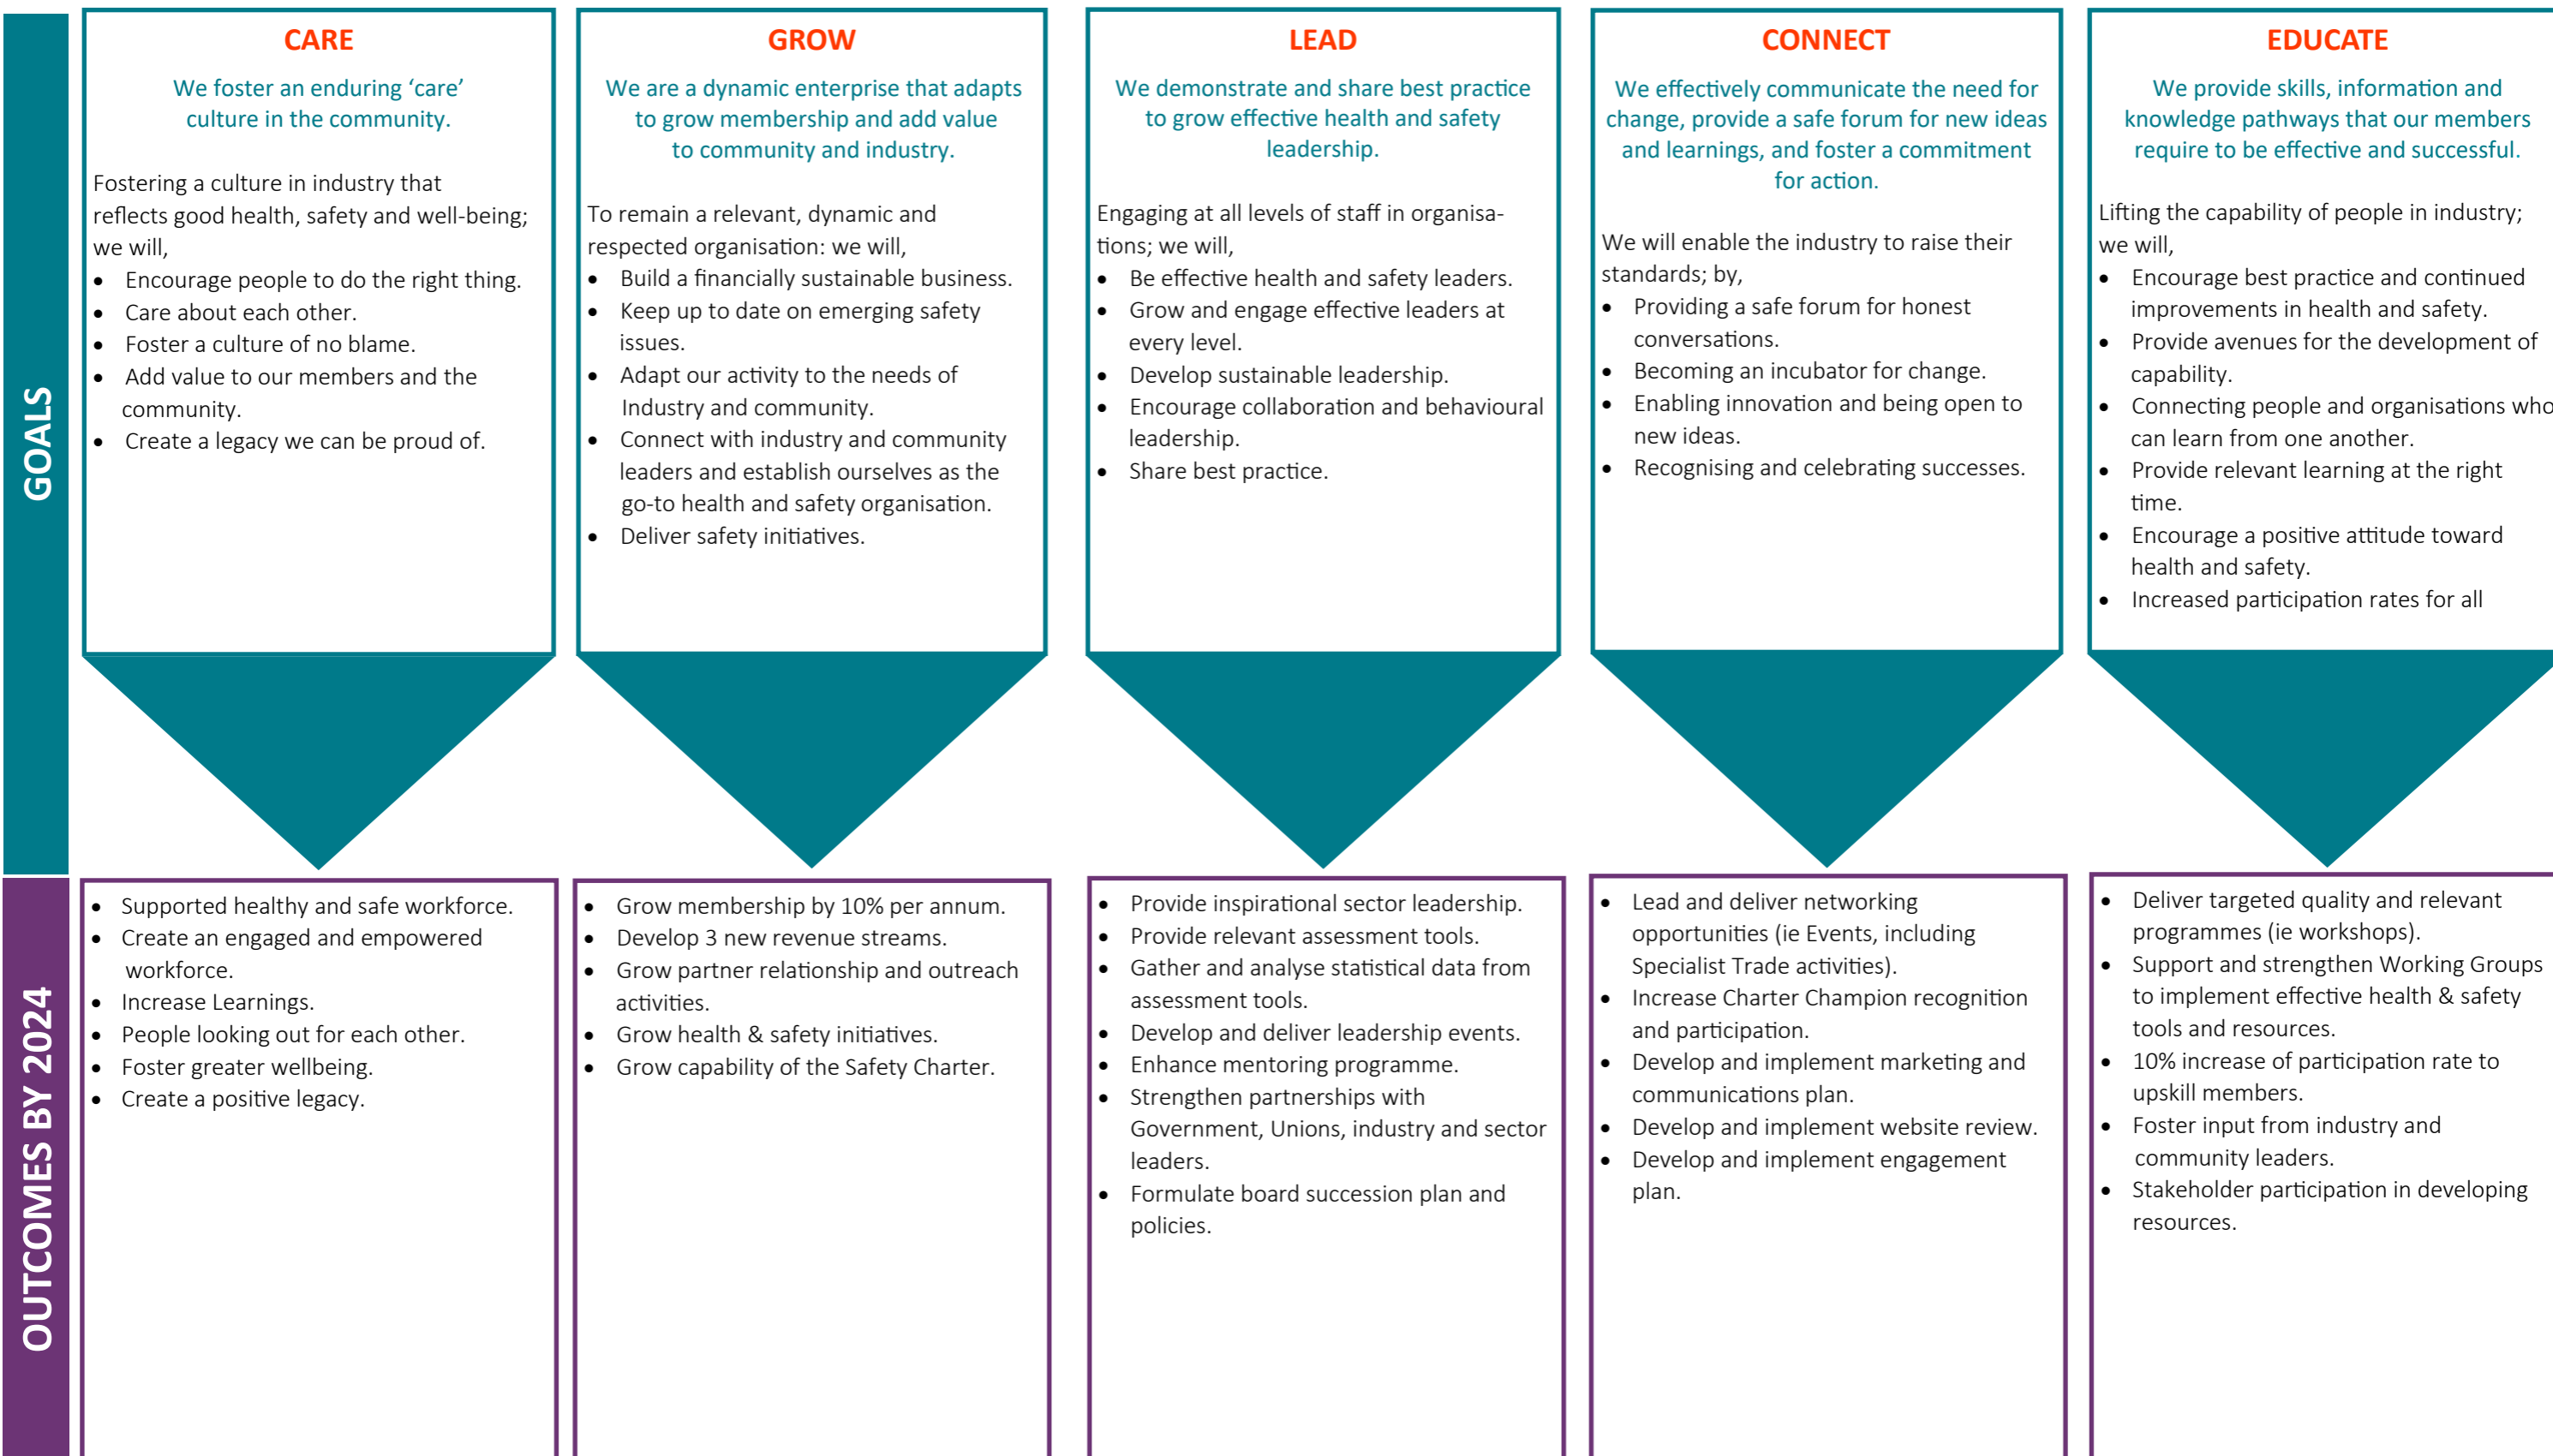 GOALS
CARE
We foster an enduring ‘care’
culture in the community.
Fostering a culture in industry that
reflects good health, safety and well-being;
we will,
• Encourage people to do the right thing.
• Care about each other.
• Foster a culture of no blame.
• Add value to our members and the
community.
• Create a legacy we can be proud of.
GROW
We are a dynamic enterprise that adapts
to grow membership and add value
to community and industry.
To remain a relevant, dynamic and
respected organisation: we will,
• Build a financially sustainable business.
• Keep up to date on emerging safety
issues.
• Adapt our activity to the needs of
Industry and community.
• Connect with industry and community
leaders and establish ourselves as the
go-to health and safety organisation.
• Deliver safety initiatives.
LEAD
We demonstrate and share best practice
to grow effective health and safety
leadership.
Engaging at all levels of staff in organisa-
tions; we will,
• Be effective health and safety leaders.
• Grow and engage effective leaders at
every level.
• Develop sustainable leadership.
• Encourage collaboration and behavioural
leadership.
• Share best practice.
CONNECT
We effectively communicate the need for
change, provide a safe forum for new ideas
and learnings, and foster a commitment
for action.
We will enable the industry to raise their
standards; by,
• Providing a safe forum for honest
conversations.
• Becoming an incubator for change.
• Enabling innovation and being open to
new ideas.
• Recognising and celebrating successes.
EDUCATE
We provide skills, information and
knowledge pathways that our members
require to be effective and successful.
Lifting the capability of people in industry;
we will,
• Encourage best practice and continued
improvements in health and safety.
• Provide avenues for the development of
capability.
• Connecting people and organisations who
can learn from one another.
• Provide relevant learning at the right
time.
• Encourage a positive attitude toward
health and safety.
• Increased participation rates for all
OUTCOMES BY 2024
• Supported healthy and safe workforce.
• Create an engaged and empowered
workforce.
• Increase Learnings.
• People looking out for each other.
• Foster greater wellbeing.
• Create a positive legacy.
• Grow membership by 10% per annum.
• Develop 3 new revenue streams.
• Grow partner relationship and outreach
activities.
• Grow health & safety initiatives.
• Grow capability of the Safety Charter.
• Provide inspirational sector leadership.
• Provide relevant assessment tools.
• Gather and analyse statistical data from
assessment tools.
• Develop and deliver leadership events.
• Enhance mentoring programme.
• Strengthen partnerships with
Government, Unions, industry and sector
leaders.
• Formulate board succession plan and
policies.
• Lead and deliver networking
opportunities (ie Events, including
Specialist Trade activities).
• Increase Charter Champion recognition
and participation.
• Develop and implement marketing and
communications plan.
• Develop and implement website review.
• Develop and implement engagement
plan.
• Deliver targeted quality and relevant
programmes (ie workshops).
• Support and strengthen Working Groups
to implement effective health & safety
tools and resources.
• 10% increase of participation rate to
upskill members.
• Foster input from industry and
community leaders.
• Stakeholder participation in developing
resources.